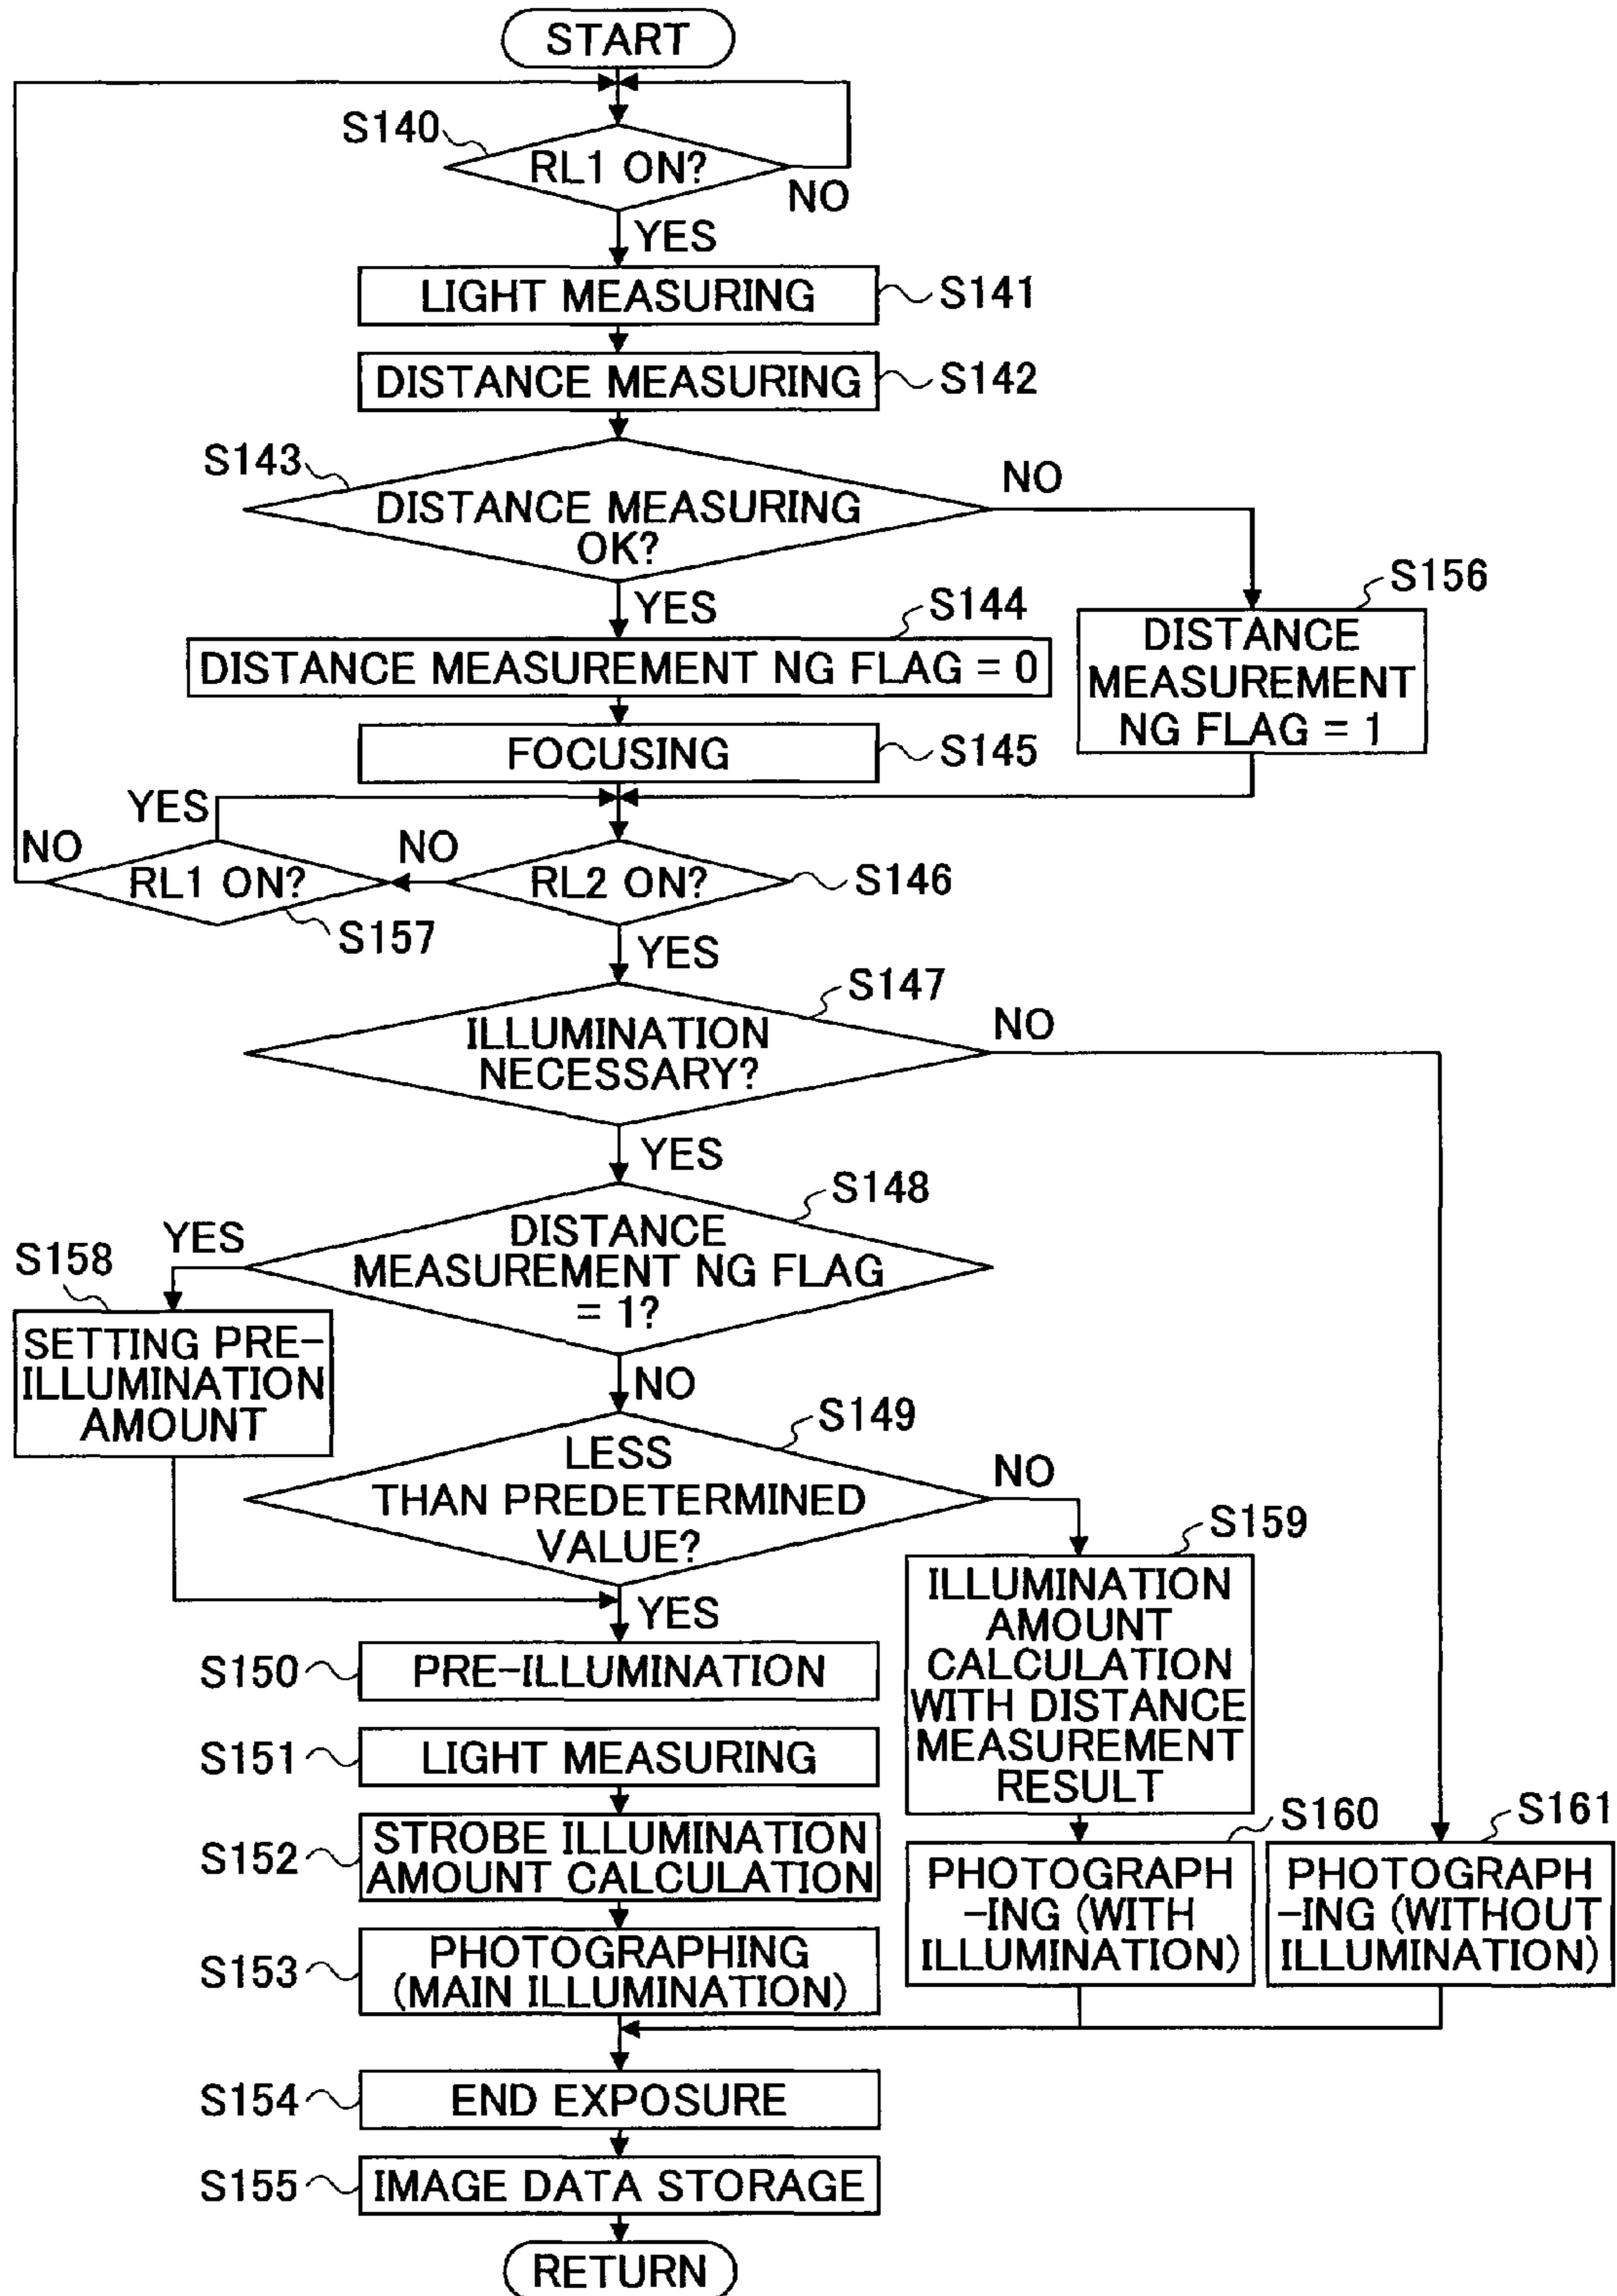 START
S140
RL1 ON?
NO
YES
LIGHT MEASURING
S141
DISTANCE MEASURING
S142
S143
DISTANCE MEASURING
OK?
NO
YES
S144
DISTANCE MEASUREMENT NG FLAG = 0
S156
DISTANCE
MEASUREMENT
NG FLAG = 1
FOCUSING
S145
YES
NO
RL1 ON?
S157
NO
RL2 ON?
S146
YES
S147
ILLUMINATION
NECESSARY?
NO
YES
S148
DISTANCE
MEASUREMENT NG FLAG
= 1?
YES
S158
SETTING PRE-
ILLUMINATION
AMOUNT
NO
S149
LESS
THAN PREDETERMINED
VALUE?
NO
YES
S159
ILLUMINATION
AMOUNT
CALCULATION
WITH DISTANCE
MEASUREMENT
RESULT
S150
PRE-ILLUMINATION
S151
LIGHT MEASURING
S152
STROBE ILLUMINATION
AMOUNT CALCULATION
S160
PHOTOGRAPH
-ING (WITH
ILLUMINATION)
S161
PHOTOGRAPH
-ING (WITHOUT
ILLUMINATION)
S153
PHOTOGRAPHING
(MAIN ILLUMINATION)
S154
END EXPOSURE
S155
IMAGE DATA STORAGE
RETURN